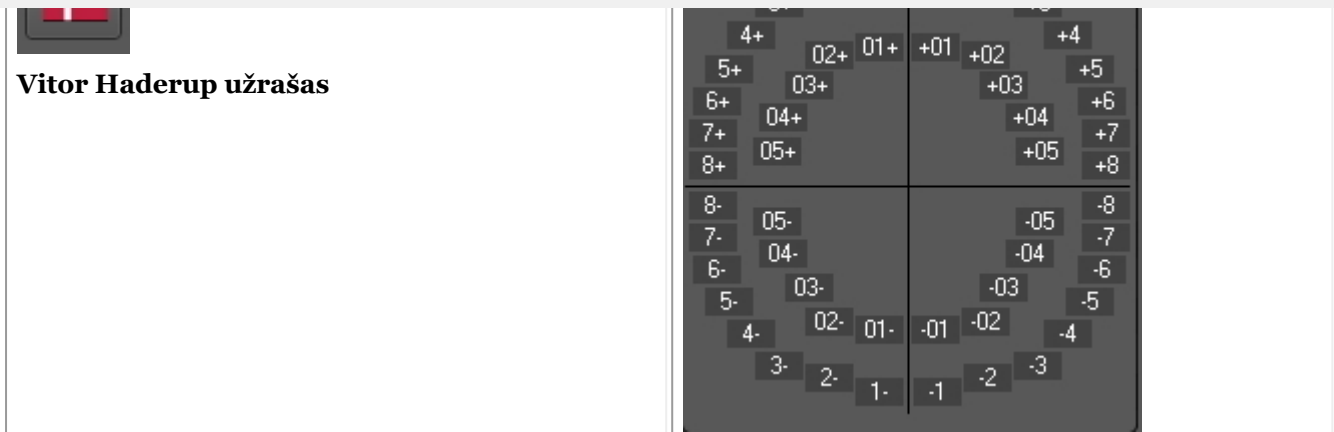 Vitor Haderup užrašas
4+ 02+ 01+ +01 +02 +4
5+ 03+ +03 +5
6+ 04+ +04 +6
7+ 05+ +05 +7
8+ +8
8- 05- -05 -8
7- 04- -04 -7
6- 03- -03 -6
5- 02- 01- -01 -02 -5
4- -4
3- 2- 1- -1 -2 -3